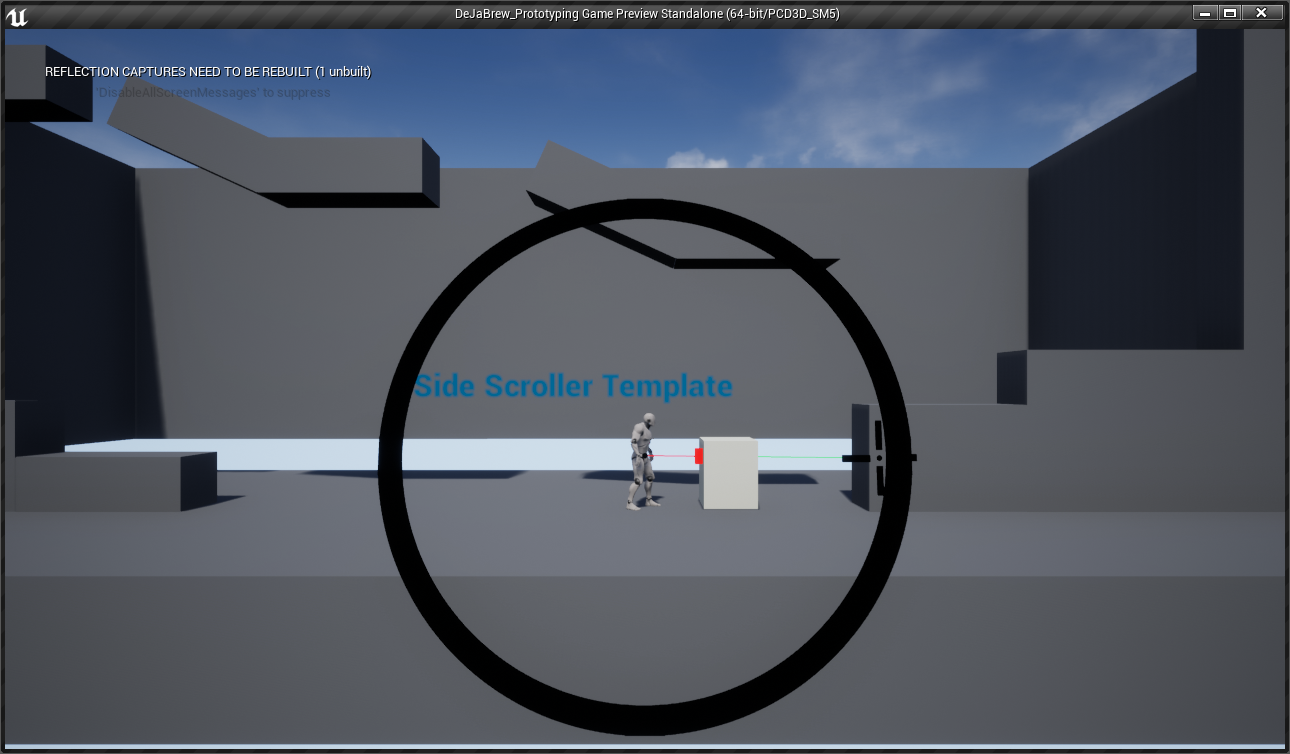 DeJaBrew_Prototyping Game Preview Standalone (64-bit/PCD3D_SM5)
REFLECTION CAPTURES NEED TO BE REBUILT (1 unbuilt)
'DisableAllScreenMessages' to suppress
Side Scroller Template